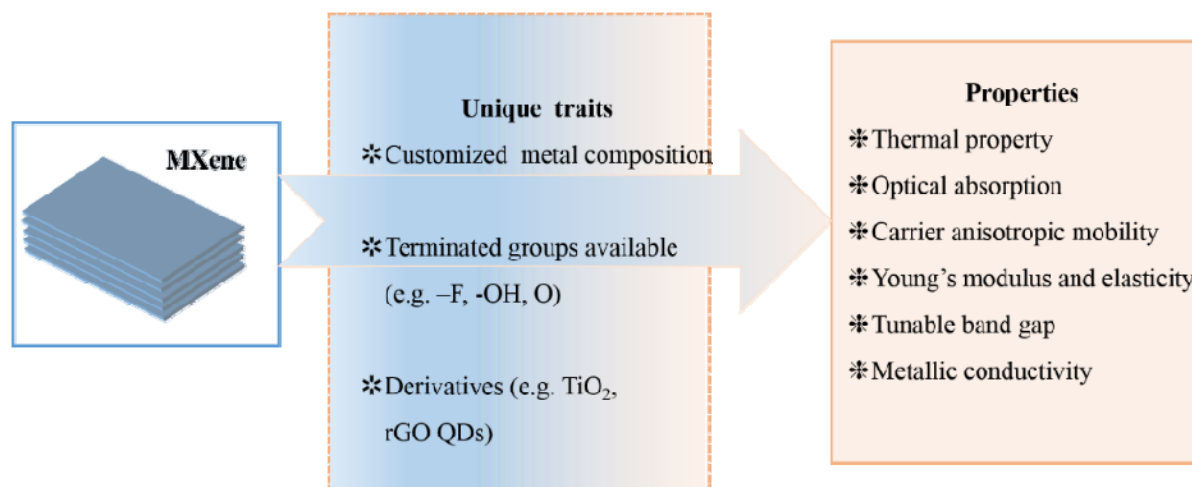 MXene
Unique traits
✲Customized metal composition
✲Terminated groups available
(e.g. –F, -OH, O)
✲Derivatives (e.g. TiO₂,
rGO QDs)
Properties
❉Thermal property
❉Optical absorption
❉Carrier anisotropic mobility
❉Young’s modulus and elasticity
❉Tunable band gap
❉Metallic conductivity